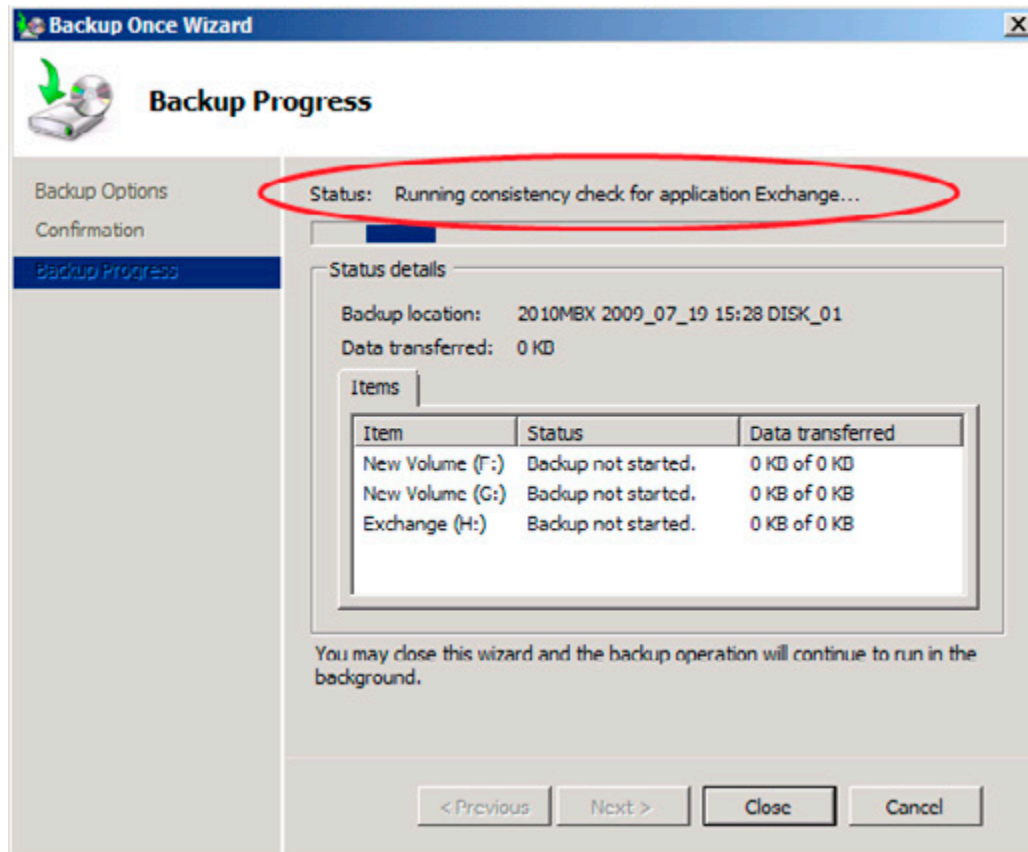 Backup Once Wizard
Backup Progress
Backup Options
Confirmation
Backup Progress
Status: Running consistency check for application Exchange...
Status details
Backup location: 2010MBX 2009_07_19 15:28 DISK_01
Data transferred: 0 KB
Items
Item Status Data transferred
New Volume (F:) Backup not started. 0 KB of 0 KB
New Volume (G:) Backup not started. 0 KB of 0 KB
Exchange (H:) Backup not started. 0 KB of 0 KB
You may close this wizard and the backup operation will continue to run in the
background.
< Previous Next > Close Cancel